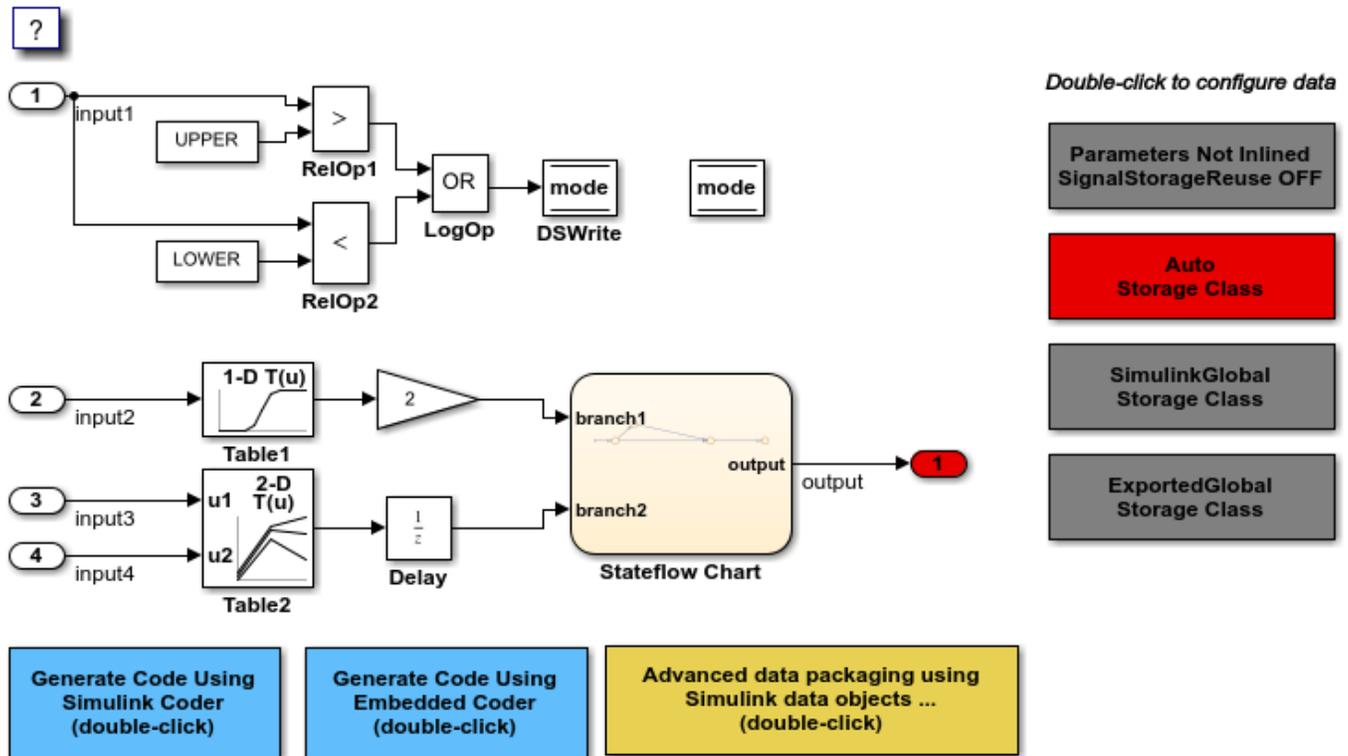 ?
Double-click to configure data
1
input1
UPPER
>
RelOp1
OR
LogOp
mode
DSWrite
mode
LOWER
<
RelOp2
Parameters Not Inlined
SignalStorageReuse OFF
Auto
Storage Class
SimulinkGlobal
Storage Class
ExportedGlobal
Storage Class
2
input2
1-D T(u)
Table1
2
branch1
output
branch2
Stateflow Chart
output
1
3
input3
4
input4
u1
2-D
T(u)
u2
Table2
1
z
Delay
Generate Code Using
Simulink Coder
(double-click)
Generate Code Using
Embedded Coder
(double-click)
Advanced data packaging using
Simulink data objects ...
(double-click)